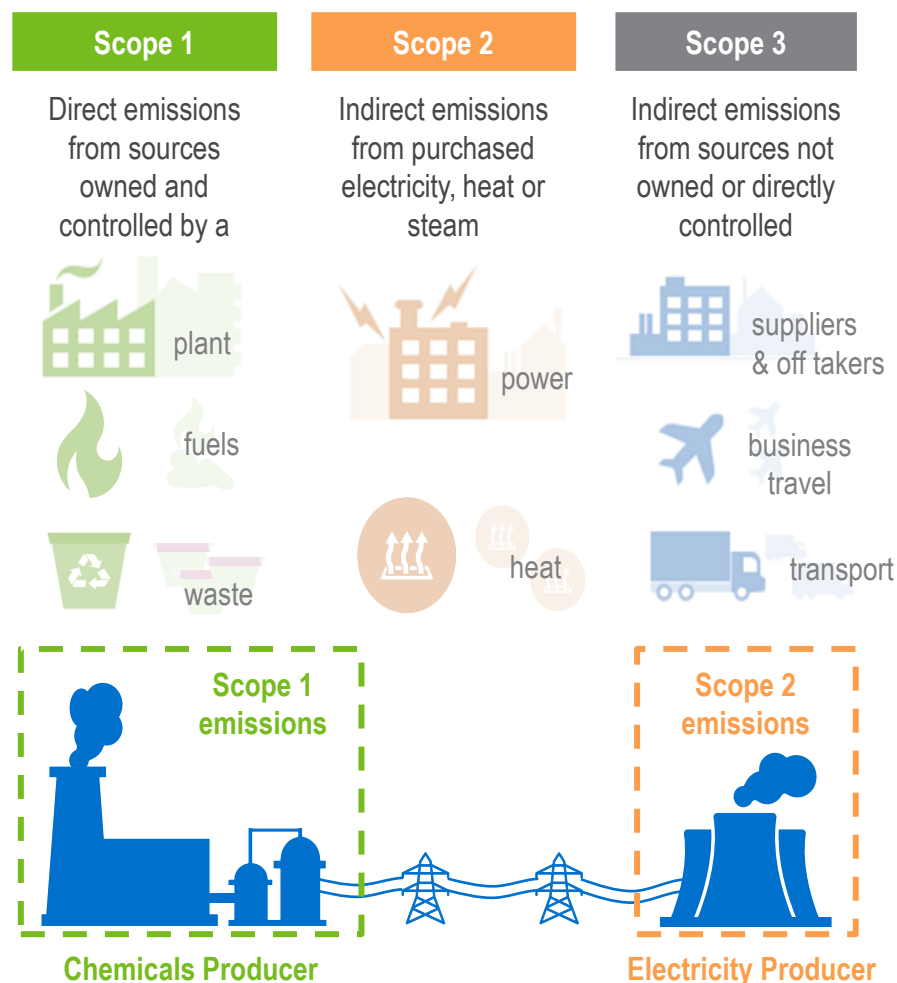 Scope 1
Scope 2
Scope 3
Direct emissions
from sources
owned and
controlled by a
Indirect emissions
from purchased
electricity, heat or
steam
Indirect emissions
from sources not
owned or directly
controlled
plant
fuels
waste
power
heat
suppliers
& off takers
business
travel
transport
Scope 1
emissions
Scope 2
emissions
Chemicals Producer
Electricity Producer